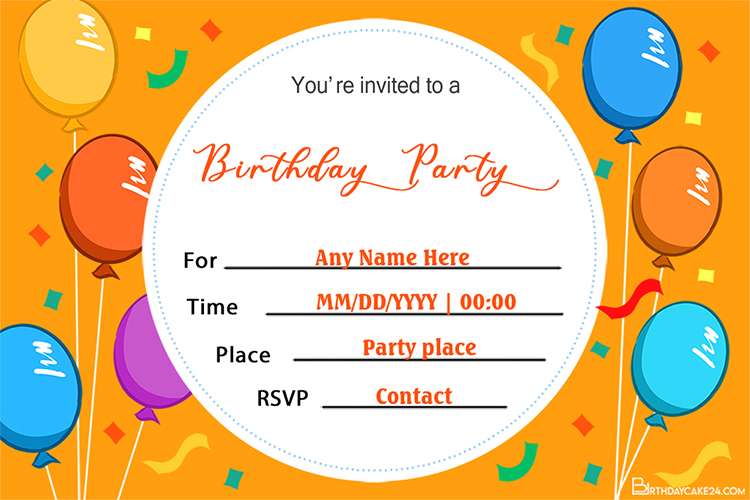 You're invited to a
Birthday Party
For Any Name Here
Time MM/DD/YYYY | 00:00
Place Party place
RSVP Contact
BIRTHDAYCAKE24.COM